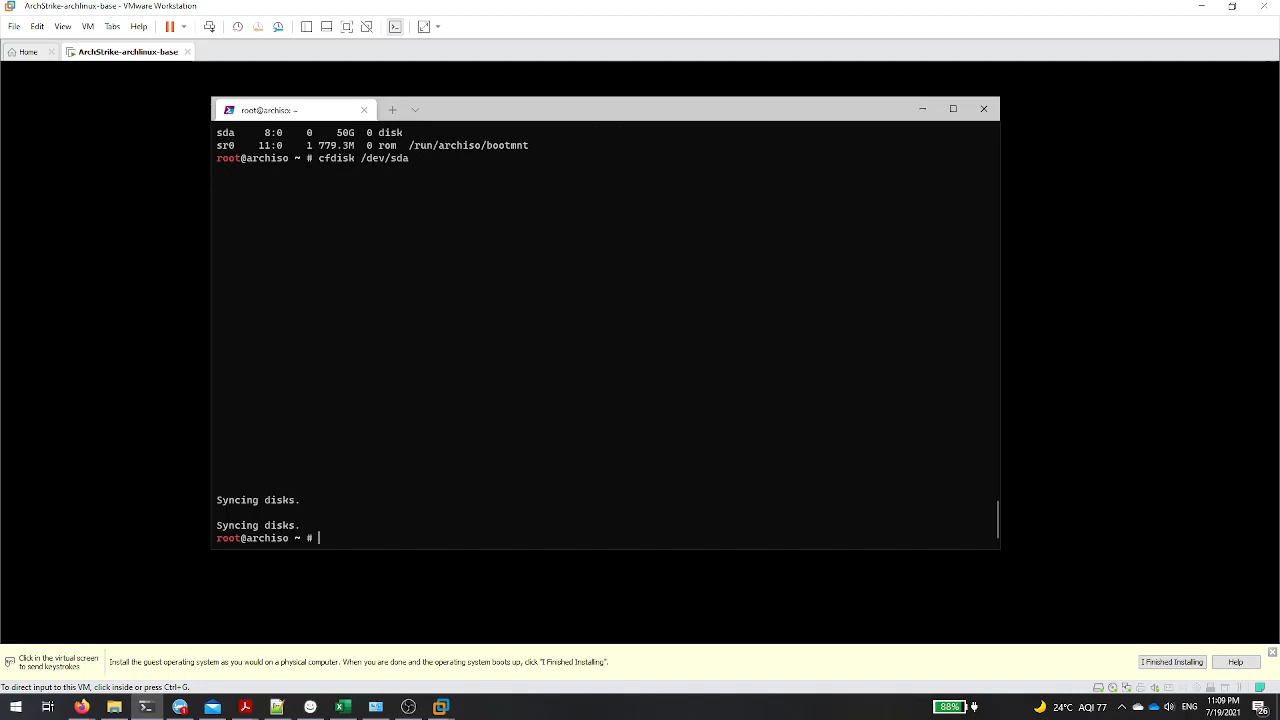 ArchStrike-archlinux-base - VMware Workstation
File Edit View VM Tabs Help
Home ArchStrike-archlinux-base
root@archiso: ~
sda 8:0 0 50G 0 disk
sr0 11:0 1 779.3M 0 rom /run/archiso/bootmnt
root@archiso ~ # cfdisk /dev/sda
Syncing disks.
Syncing disks.
root@archiso ~ #
Click in the virtual screen
to send keystrokes
Install the guest operating system as you would on a physical computer. When you are done and the operating system boots up, click "I Finished Installing".
I Finished Installing Help
To direct input to this VM, click inside or press Ctrl+G.
88% 24°C AQI 77 ENG 11:09 PM
7/19/2021 26